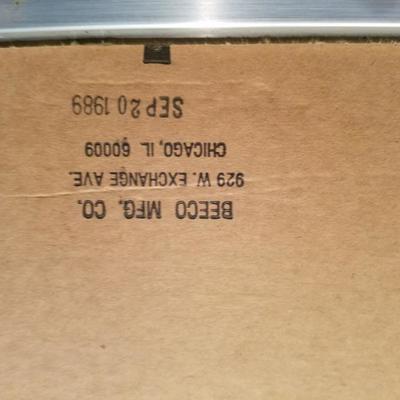 BEECO MFG. CO.
929 W. EXCHANGE AVE.
CHICAGO, IL 60009
SEP 20 1989